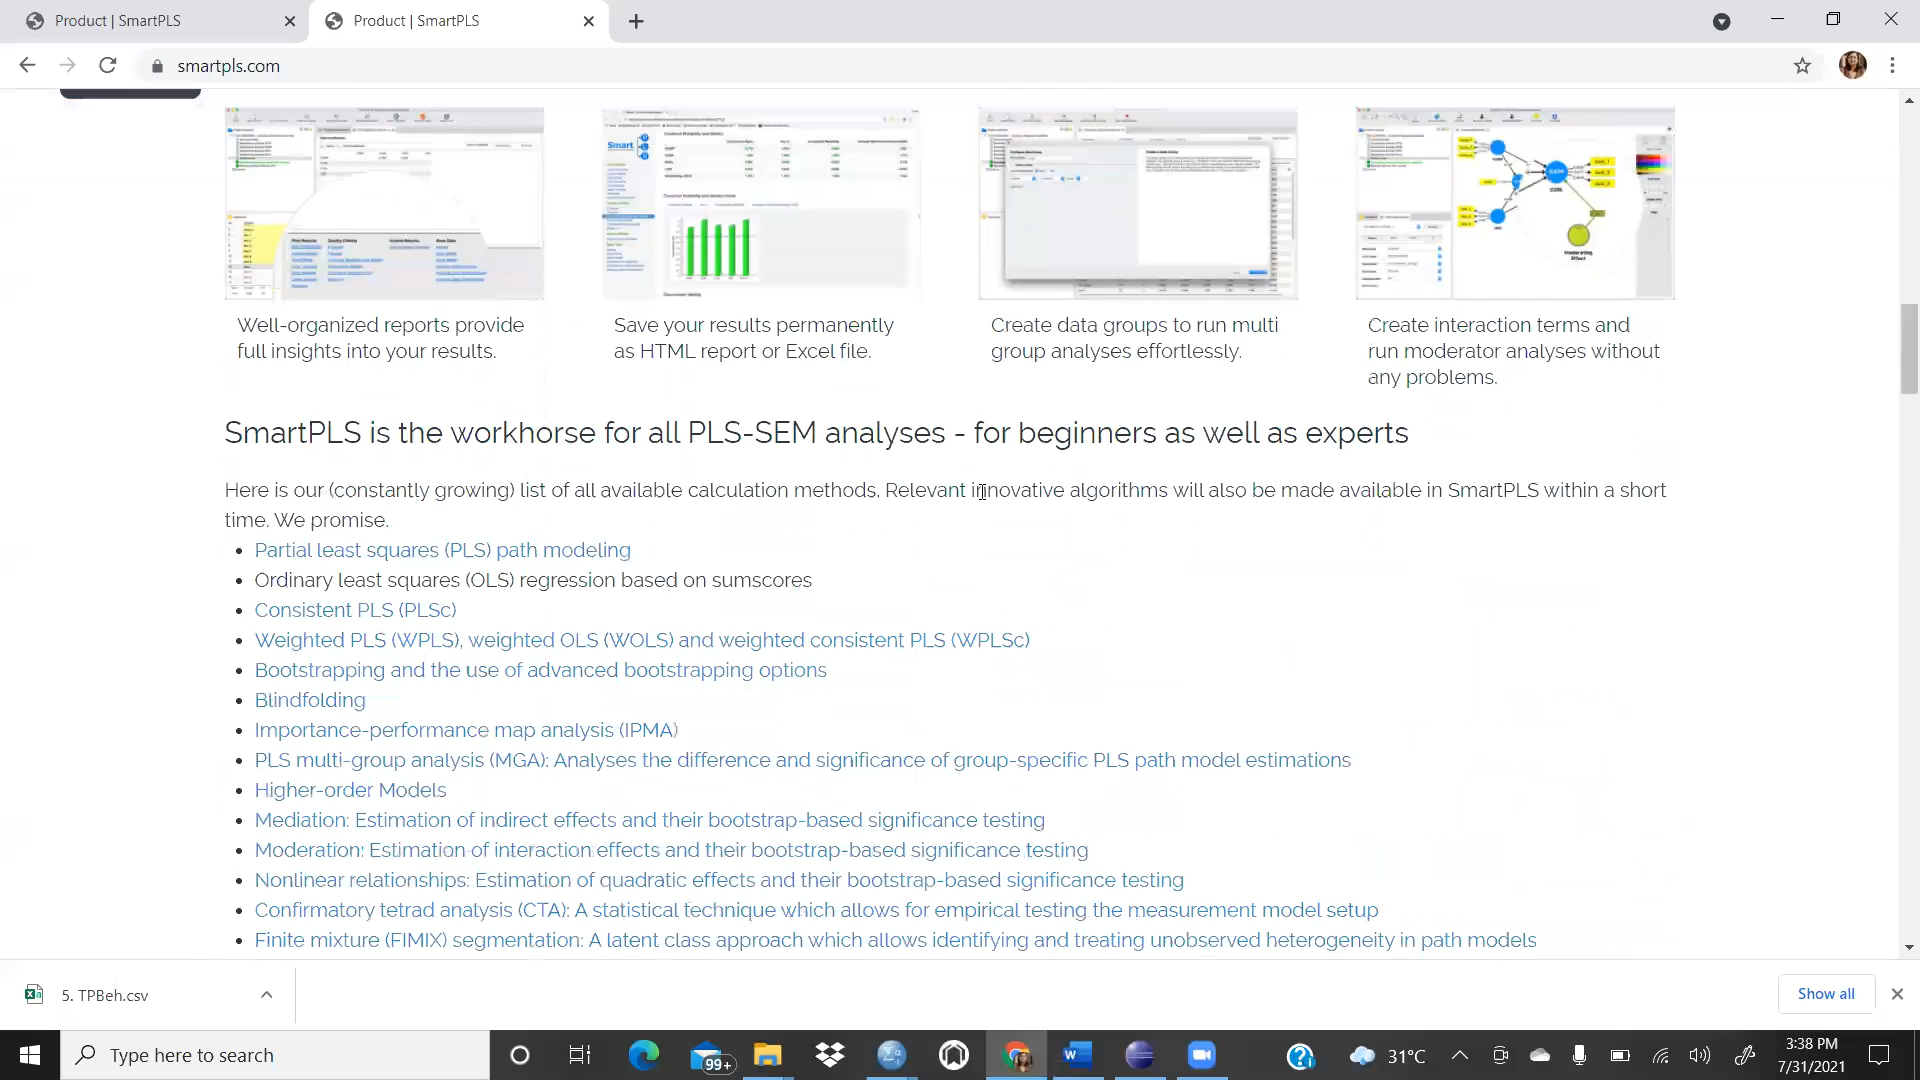 Product | SmartPLS
Product | SmartPLS
smartpls.com
Smart
Moderating
Effect
Well-organized reports provide
full insights into your results.
Save your results permanently
as HTML report or Excel file.
Create data groups to run multi
group analyses effortlessly.
Create interaction terms and
run moderator analyses without
any problems.
SmartPLS is the workhorse for all PLS-SEM analyses - for beginners as well as experts
Here is our (constantly growing) list of all available calculation methods. Relevant innovative algorithms will also be made available in SmartPLS within a short
time. We promise.
• Partial least squares (PLS) path modeling
• Ordinary least squares (OLS) regression based on sumscores
• Consistent PLS (PLSc)
• Weighted PLS (WPLS), weighted OLS (WOLS) and weighted consistent PLS (WPLSc)
• Bootstrapping and the use of advanced bootstrapping options
• Blindfolding
• Importance-performance map analysis (IPMA)
• PLS multi-group analysis (MGA): Analyses the difference and significance of group-specific PLS path model estimations
• Higher-order Models
• Mediation: Estimation of indirect effects and their bootstrap-based significance testing
• Moderation: Estimation of interaction effects and their bootstrap-based significance testing
• Nonlinear relationships: Estimation of quadratic effects and their bootstrap-based significance testing
• Confirmatory tetrad analysis (CTA): A statistical technique which allows for empirical testing the measurement model setup
• Finite mixture (FIMIX) segmentation: A latent class approach which allows identifying and treating unobserved heterogeneity in path models
5. TPBeh.csv
Show all
Type here to search
99+
31°C
3:38 PM
7/31/2021